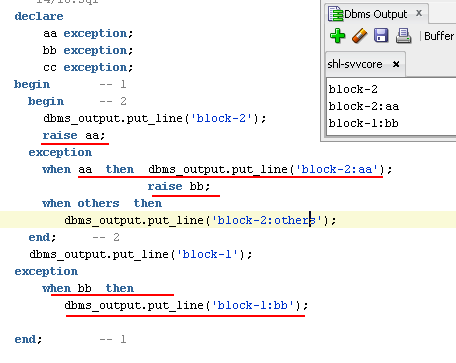 14/18.sql
declare
aa exception;
bb exception;
cc exception;
begin -- 1
begin -- 2
dbms_output.put_line('block-2');
raise aa;
exception
when aa then dbms_output.put_line('block-2:aa');
raise bb;
when others then
dbms_output.put_line('block-2:others');
end; -- 2
dbms_output.put_line('block-1');
exception
when bb then
dbms_output.put_line('block-1:bb');
end; -- 1
Dbms Output
Buffer
shl-svvcore
block-2
block-2:aa
block-1:bb